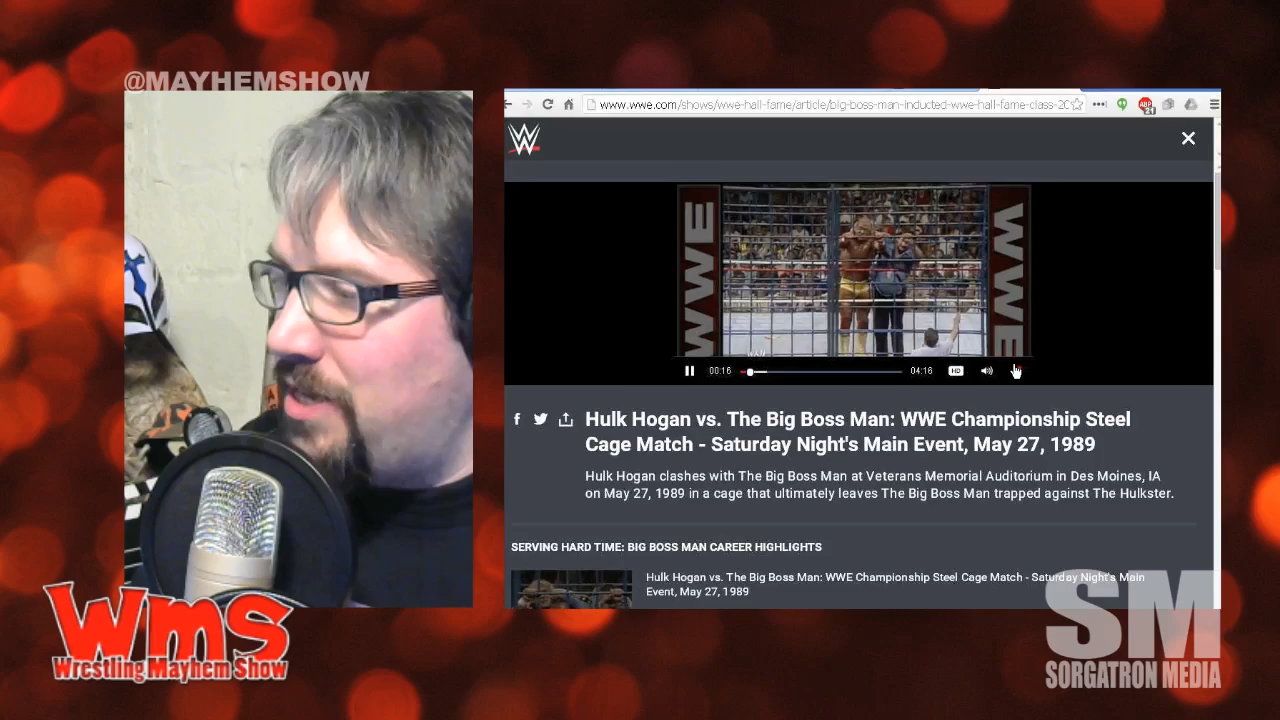 @MAYHEMSHOW
www.wwe.com/shows/wwe-hall-fame/article/big-boss-man-inducted-wwe-hall-fame-class-20
ABP
21
W
WWE
WWE
00:16
04:16
HD
Hulk Hogan vs. The Big Boss Man: WWE Championship Steel
Cage Match - Saturday Night's Main Event, May 27, 1989
Hulk Hogan clashes with The Big Boss Man at Veterans Memorial Auditorium in Des Moines, IA
on May 27, 1989 in a cage that ultimately leaves The Big Boss Man trapped against The Hulkster.
SERVING HARD TIME: BIG BOSS MAN CAREER HIGHLIGHTS
Hulk Hogan vs. The Big Boss Man: WWE Championship Steel Cage Match - Saturday Night's Main
Event, May 27, 1989
WMS
Wrestling Mayhem Show
SM
SORGATRON MEDIA